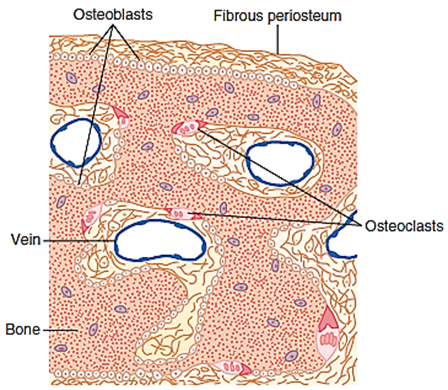 Osteoblasts
Fibrous periosteum
Osteoclasts
Vein
Bone